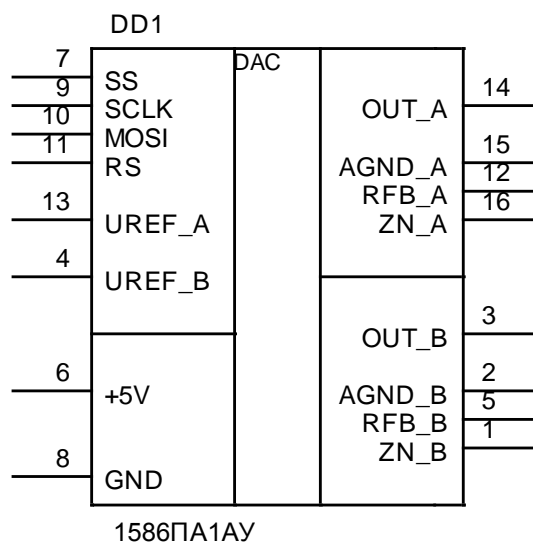 DD1
DAC
7 SS
9 SCLK
10 MOSI
11 RS
13 UREF_A
4 UREF_B
6 +5V
8 GND
OUT_A 14
AGND_A 15
RFB_A 12
ZN_A 16
OUT_B 3
AGND_B 2
RFB_B 5
ZN_B 1
1586ПА1АУ